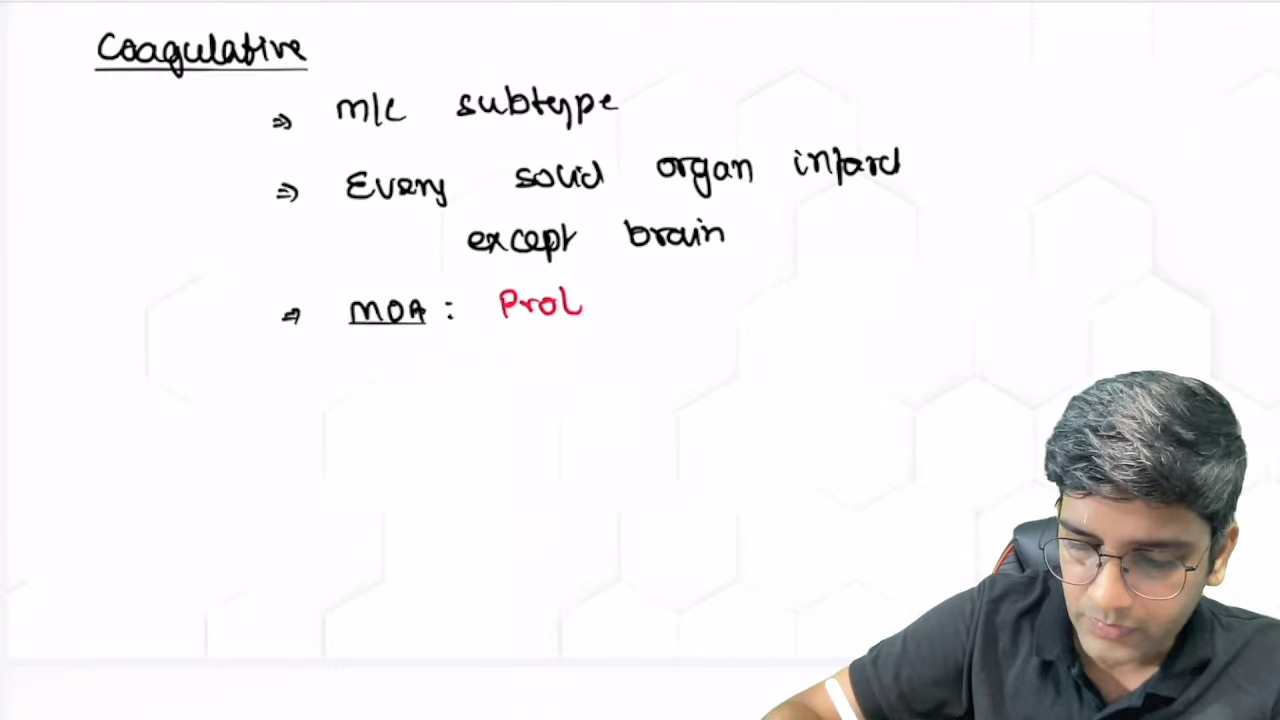 Coagulative
⇒ M/C subtype
⇒ Every solid organ infarct
except brain
⇒ MOA : Prot